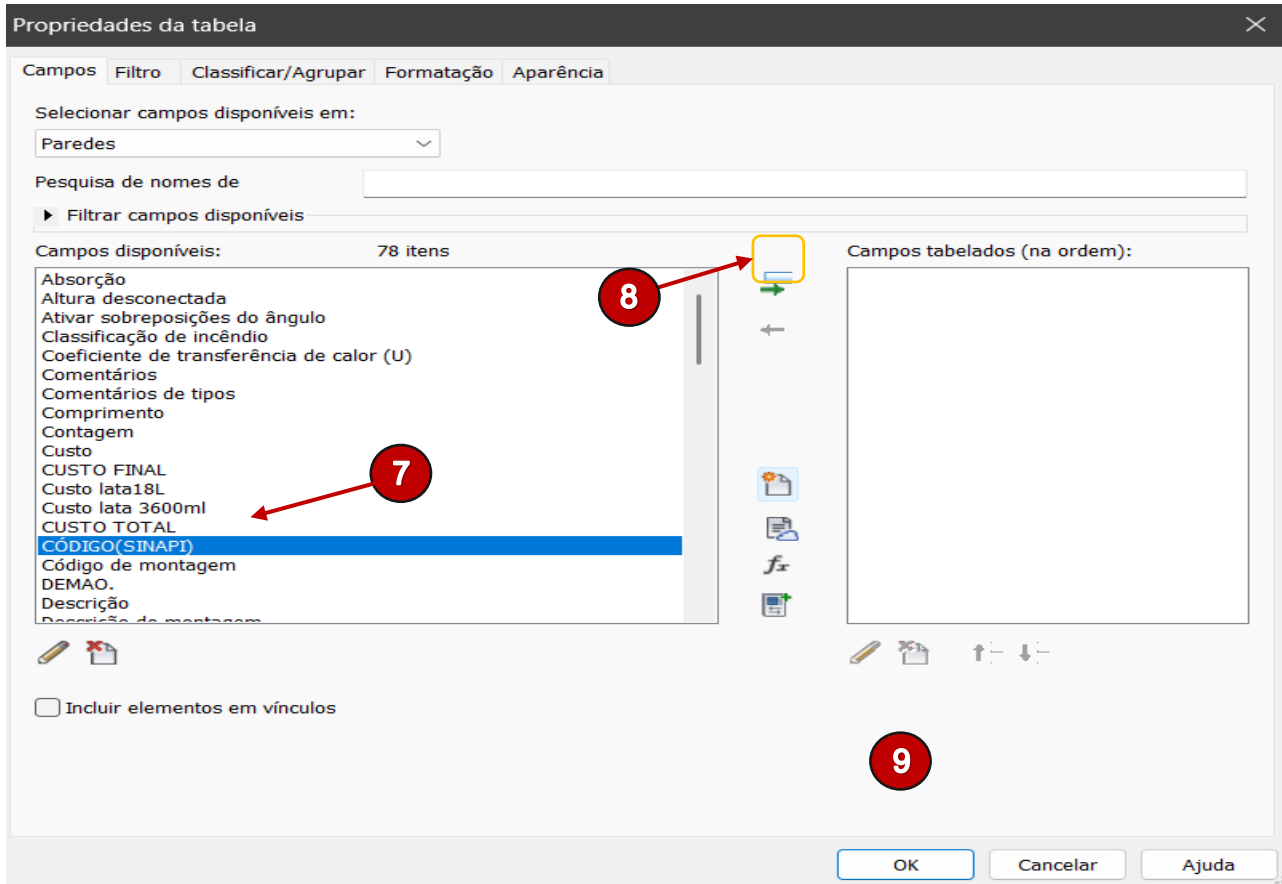 Propriedades da tabela
Campos Filtro Classificar/Agrupar Formatação Aparência
Selecionar campos disponíveis em:
Paredes
Pesquisa de nomes de
Filtrar campos disponíveis
Campos disponíveis: 78 itens
Campos tabelados (na ordem):
Absorção
Altura desconectada
Ativar sobreposições do ângulo
Classificação de incêndio
Coeficiente de transferência de calor (U)
Comentários
Comentários de tipos
Comprimento
Contagem
Custo
CUSTO FINAL
Custo lata18L
Custo lata 3600ml
CUSTO TOTAL
CÓDIGO(SINAPI)
Código de montagem
DEMAO.
Descrição
Descrição de montagem
8
7
fx
Incluir elementos em vínculos
9
OK Cancelar Ajuda